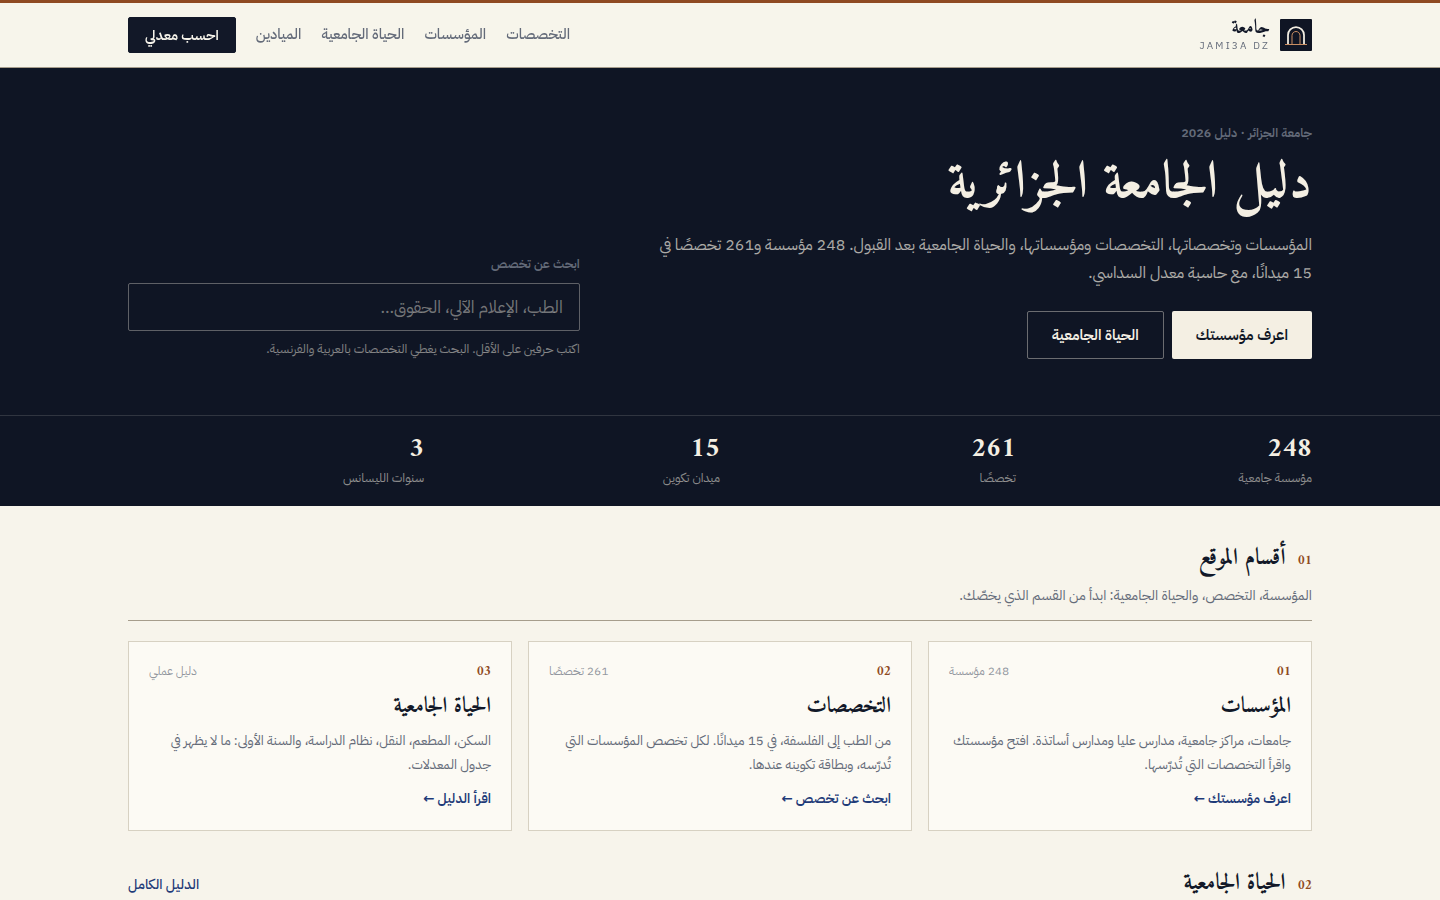 جامعة
JAMI3A DZ
التخصصات
المؤسسات
الحياة الجامعية
الميادين
احسب معدلي
جامعة الجزائر · دليل 2026
دليل الجامعة الجزائرية
المؤسسات وتخصصاتها، التخصصات ومؤسساتها، والحياة الجامعية بعد القبول. 248 مؤسسة و261 تخصصًا في
15 ميدانًا، مع حاسبة معدل السداسي.
اعرف مؤسستك
الحياة الجامعية
ابحث عن تخصص
الطب، الإعلام الآلي، الحقوق...
اكتب حرفين على الأقل. البحث يغطي التخصصات بالعربية والفرنسية.
248
مؤسسة جامعية
261
تخصصًا
15
ميدان تكوين
3
سنوات الليسانس
01 أقسام الموقع
المؤسسة، التخصص، والحياة الجامعية: ابدأ من القسم الذي يخصّك.
01
248 مؤسسة
المؤسسات
جامعات، مراكز جامعية، مدارس عليا ومدارس أساتذة. افتح مؤسستك
واقرأ التخصصات التي تُدرّسها.
اعرف مؤسستك ←
02
261 تخصصًا
التخصصات
من الطب إلى الفلسفة، في 15 ميدانًا. لكل تخصص المؤسسات التي
تُدرّسه، وبطاقة تكوينه عندها.
ابحث عن تخصص ←
03
دليل عملي
الحياة الجامعية
السكن، المطعم، النقل، نظام الدراسة، والسنة الأولى: ما لا يظهر في
جدول المعدلات.
اقرأ الدليل ←
02 الحياة الجامعية
الدليل الكامل